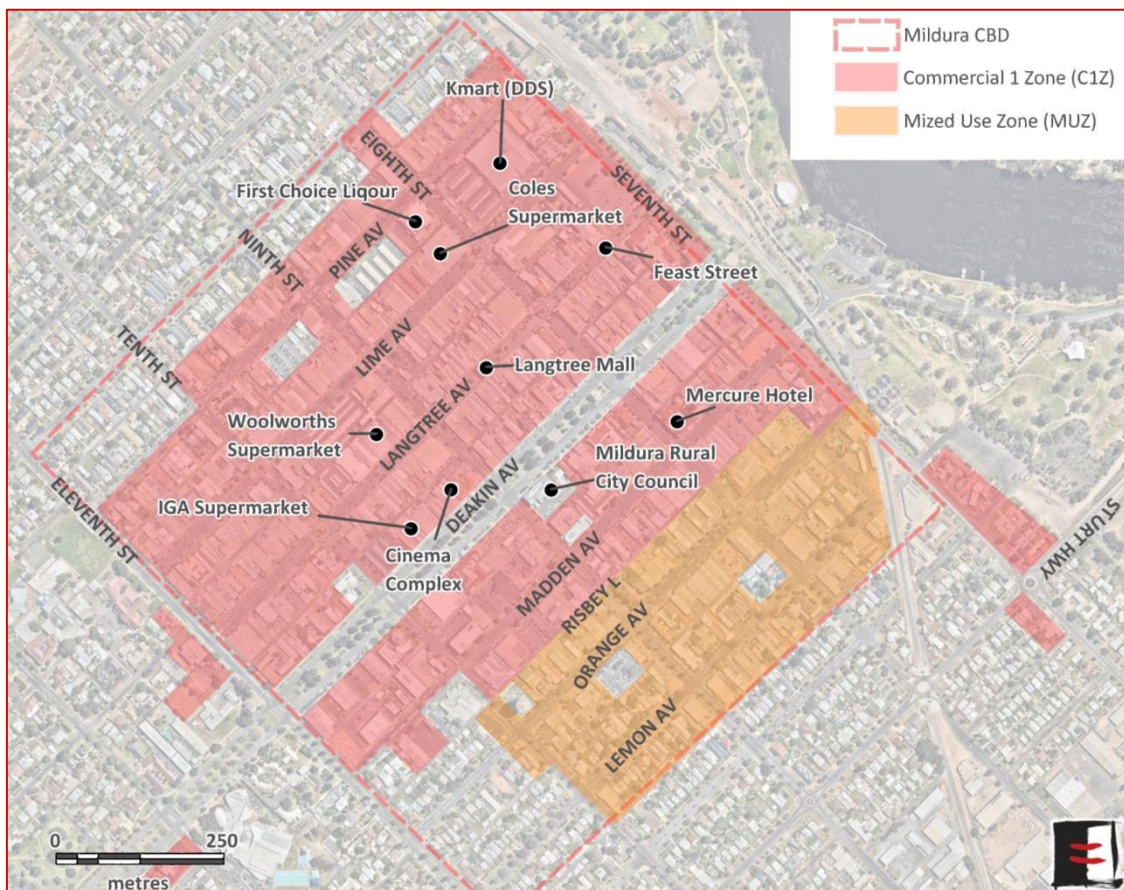 Mildura CBD
Commercial 1 Zone (C1Z)
Mized Use Zone (MUZ)
Kmart (DDS)
EIGHTH ST
Coles
Supermarket
First Choice Liqour
SEVENTH ST
PINE AV
NINTH ST
Feast Street
LIME AV
TENTH ST
Langtree Mall
LANGTREE AV
Mercure Hotel
Woolworths
Supermarket
Mildura Rural
City Council
DEAKIN AV
ELEVENTH ST
IGA Supermarket
Cinema
Complex
STURT HWY
MADDEN AV
RISBEY L
ORANGE AV
LEMON AV
0 250
metres